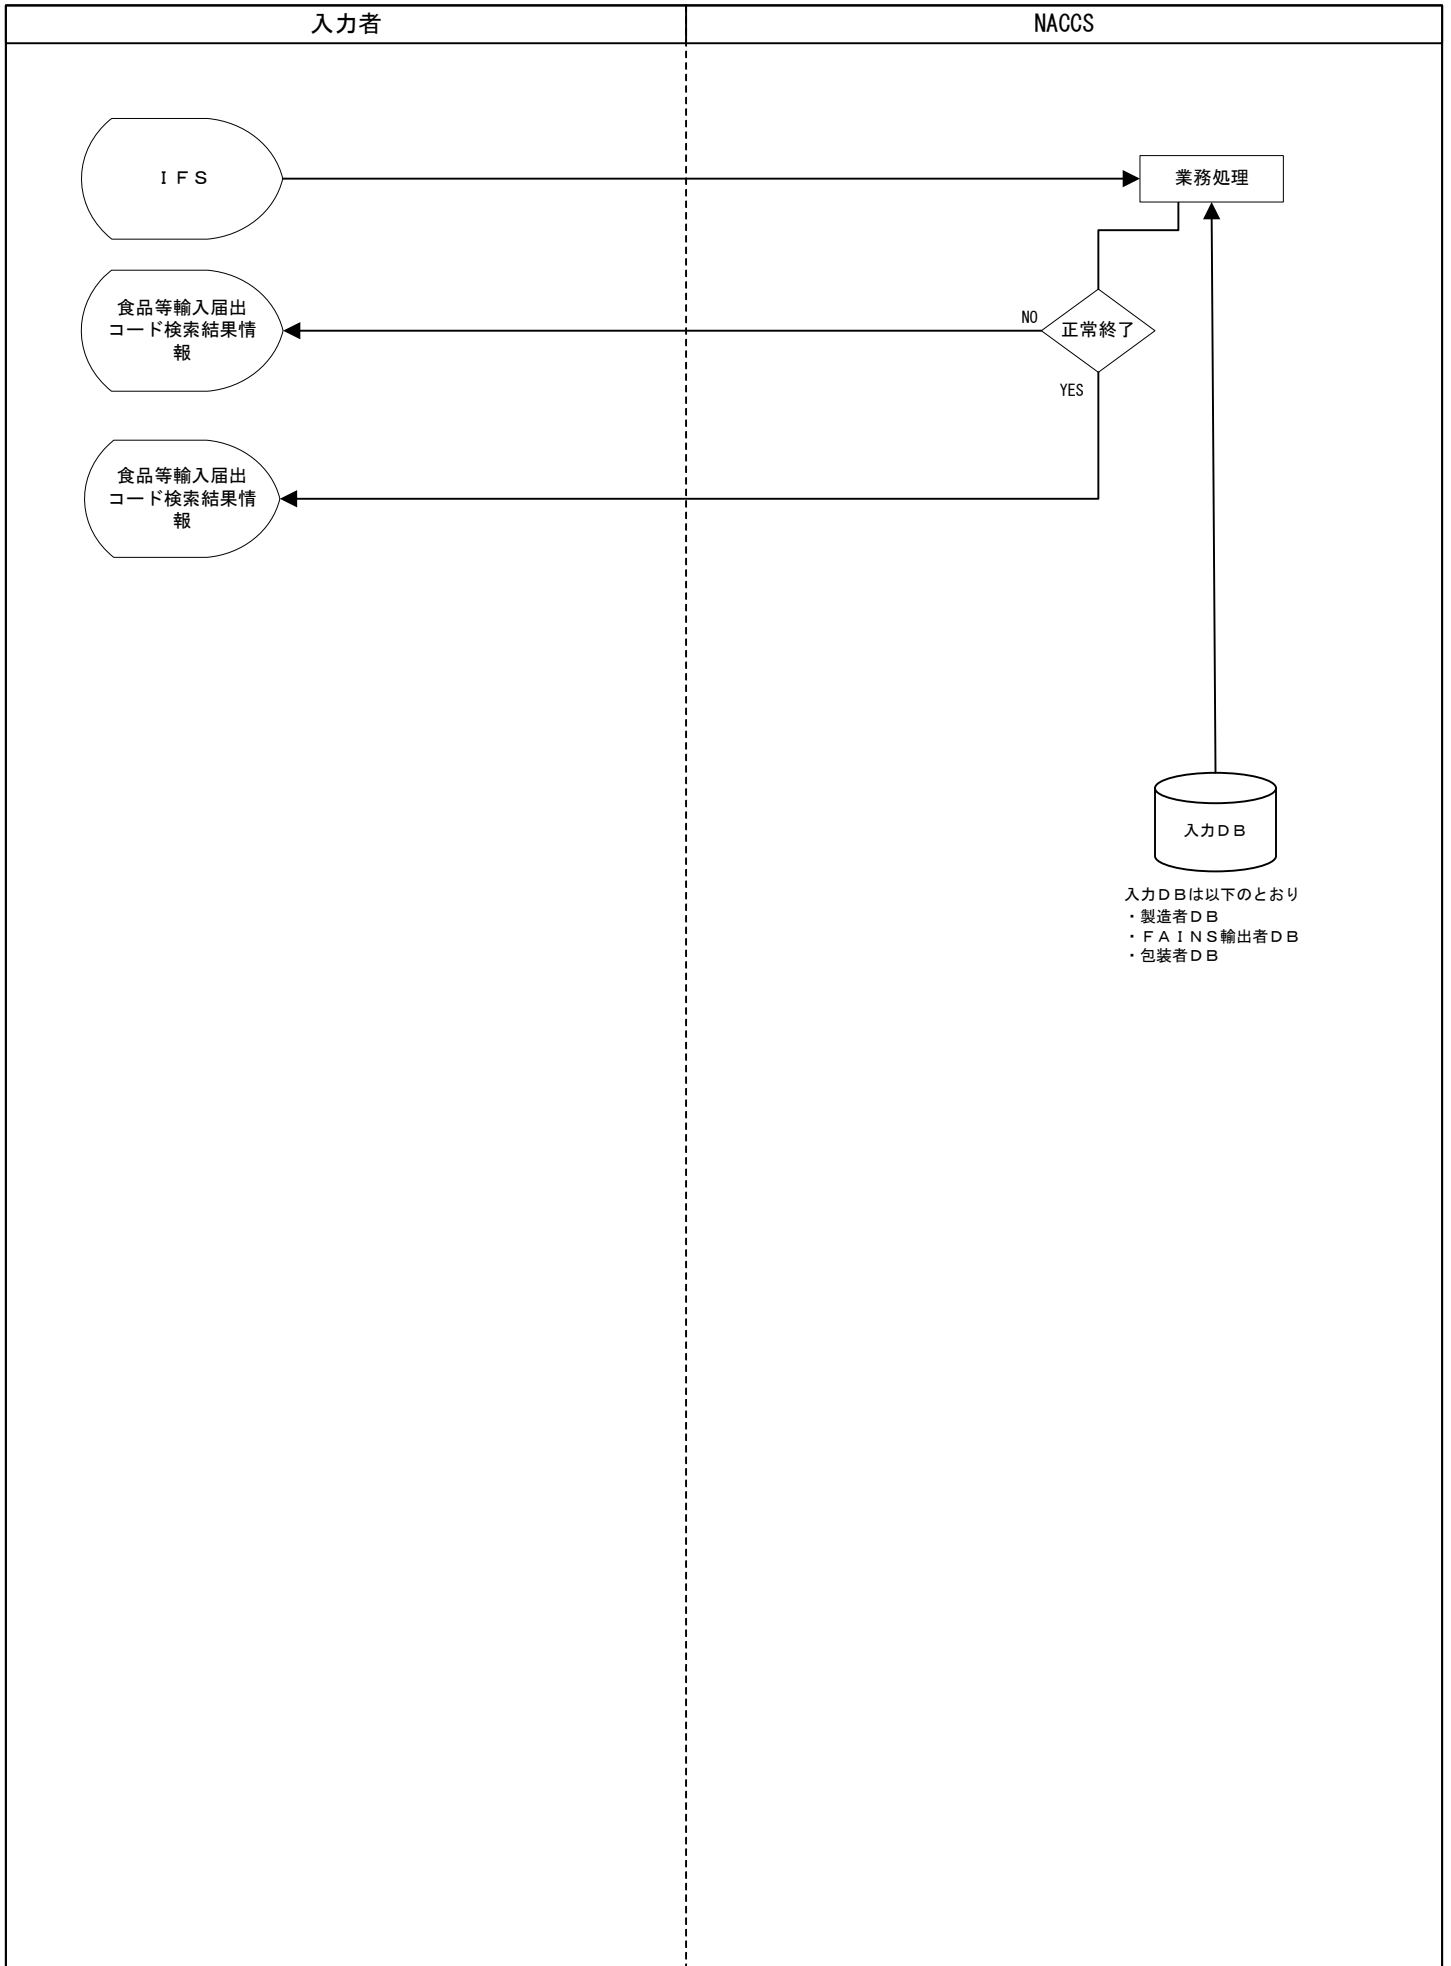 入力者
NACCS
ＩＦＳ
業務処理
食品等輸入届出
コード検索結果情
報
NO
正常終了
YES
食品等輸入届出
コード検索結果情
報
入力ＤＢ
入力ＤＢは以下のとおり
・製造者ＤＢ
・ＦＡＩＮＳ輸出者ＤＢ
・包装者ＤＢ